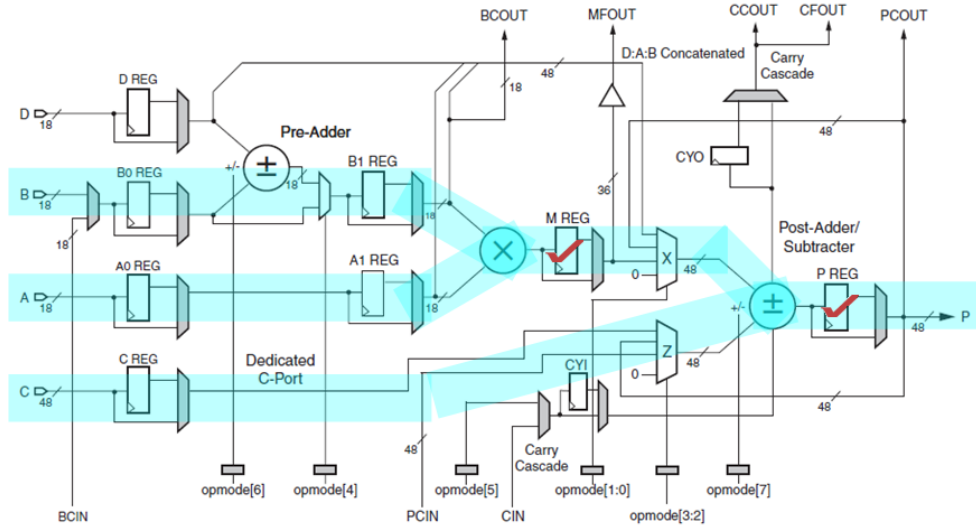 BCOUT
MFOUT
CCOUT
CFOUT
PCOUT
D:A:B Concatenated
Carry
Cascade
D REG
48
18
D
18
Pre-Adder
48
CYO
+/-
±
B0 REG
B1 REG
36
B
18
18
18
M REG
Post-Adder/
Subtracter
18
×
X
48
P REG
A0 REG
A1 REG
0
+/-
±
A
18
18
48
P
Dedicated
C-Port
C REG
Z
48
CYI
0
C
48
48
48
Carry
Cascade
opmode[6]
opmode[4]
opmode[5]
opmode[1:0]
opmode[7]
BCIN
PCIN
CIN
opmode[3:2]